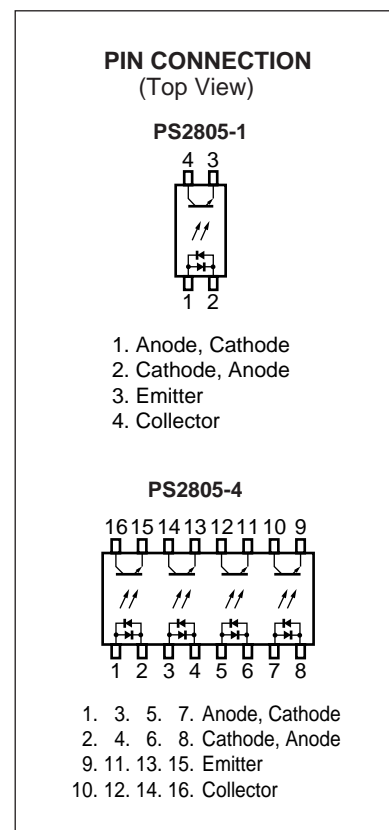 PIN CONNECTION
(Top View)
PS2805-1
4 3
1 2
1. Anode, Cathode
2. Cathode, Anode
3. Emitter
4. Collector
PS2805-4
16 15 14 13 12 11 10 9
1 2 3 4 5 6 7 8
1. 3. 5. 7. Anode, Cathode
2. 4. 6. 8. Cathode, Anode
9. 11. 13. 15. Emitter
10. 12. 14. 16. Collector